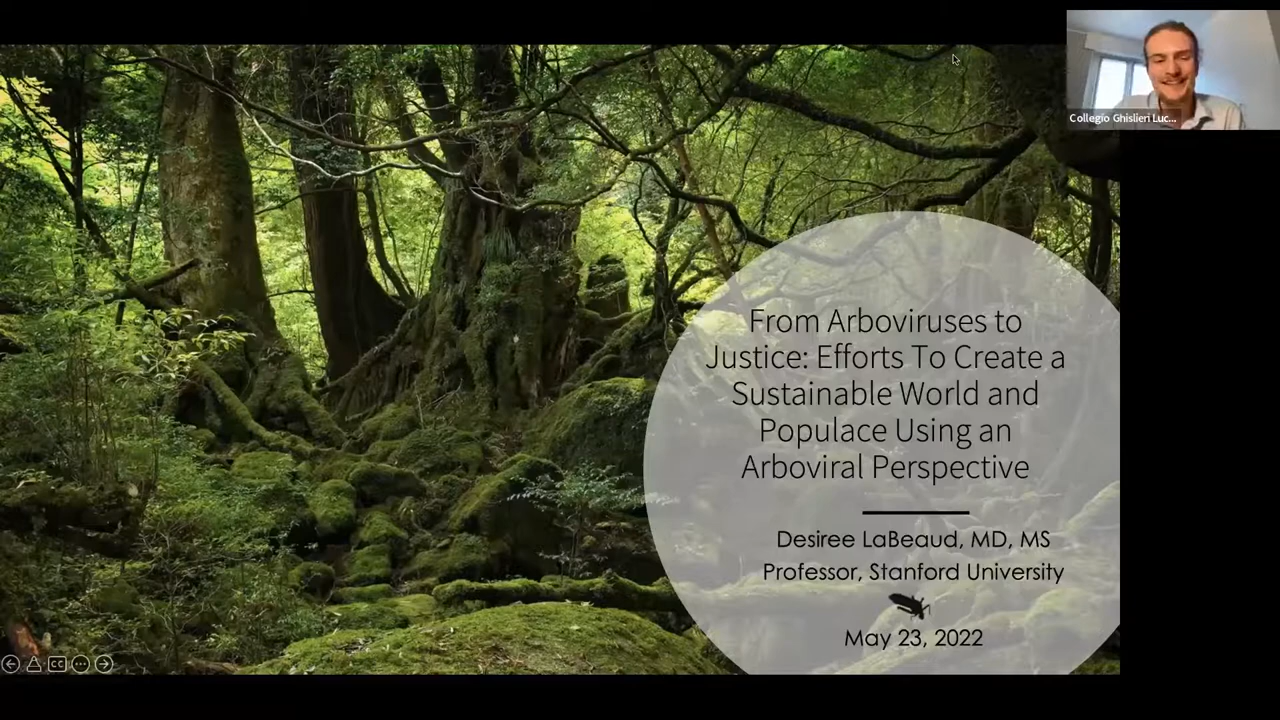 Collegio Ghislieri Luc...
From Arboviruses to
Justice: Efforts To Create a
Sustainable World and
Populace Using an
Arboviral Perspective
Desiree LaBeaud, MD, MS
Professor, Stanford University
May 23, 2022
CC